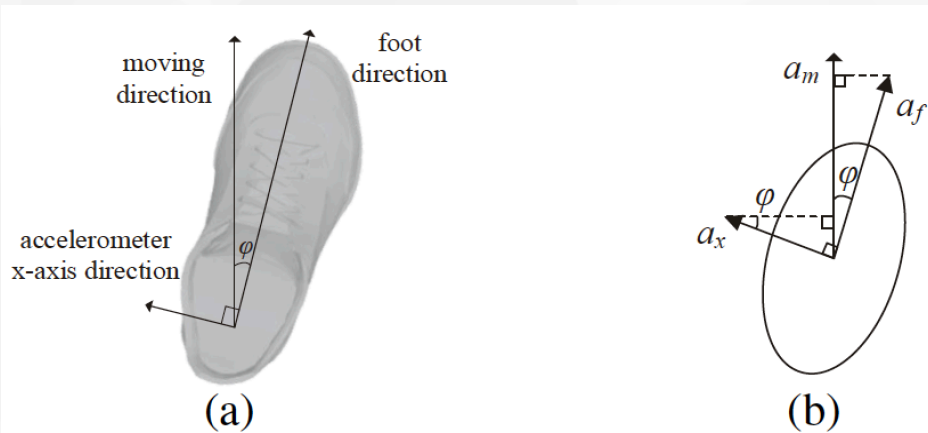 moving
direction
foot
direction
accelerometer
x-axis direction
φ
(a)
a_m
a_f
φ
φ
a_x
(b)